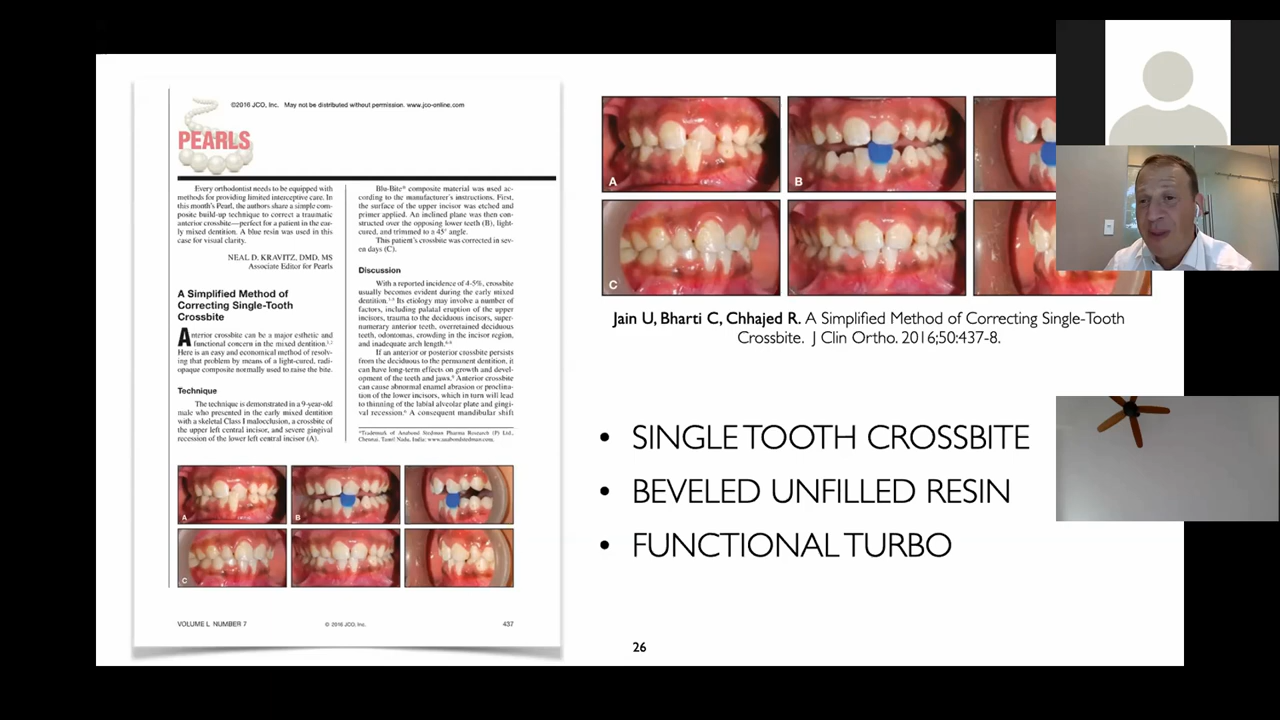 ©2016 JCO, Inc. May not be distributed without permission. www.jco-online.com
PEARLS
Every orthodontist needs to be equipped with
methods for providing limited interceptive care. In
this month's Pearl, the authors share a simple com-
posite build-up technique to correct a traumatic
anterior crossbite—perfect for a patient in the ear-
ly mixed dentition. A blue resin was used in this
case for visual clarity.
NEAL D. KRAVITZ, DMD, MS
Associate Editor for Pearls
A Simplified Method of
Correcting Single-Tooth
Crossbite
Anterior crossbite can be a major esthetic and
functional concern in the mixed dentition.1,2
Here is an easy and economical method of resolv-
ing that problem by means of a light-cured, radi-
opaque composite normally used to raise the bite.
Technique
The technique is demonstrated in a 9-year-old
male who presented in the early mixed dentition
with a skeletal Class I malocclusion, a crossbite of
the upper left central incisor, and severe gingival
recession of the lower left central incisor (A).
Blu-Bite* composite material was used ac-
cording to the manufacturer's instructions. First,
the surface of the upper incisor was etched and
primer applied. An inclined plane was then con-
structed over the opposing lower teeth (B), light-
cured, and trimmed to a 45° angle.
This patient's crossbite was corrected in sev-
en days (C).
Discussion
With a reported incidence of 4-5%, crossbite
usually becomes evident during the early mixed
dentition. Its etiology may involve a number of
factors, including palatal eruption of the upper
incisors, trauma to the deciduous incisors, super-
numerary anterior teeth, overretained deciduous
teeth, odontomas, crowding in the incisor region,
and inadequate arch length.
If an anterior or posterior crossbite persists
from the deciduous to the permanent dentition, it
can have long-term effects on growth and devel-
opment of the teeth and jaws. Anterior crossbite
can cause abnormal enamel abrasion or proclina-
tion of the lower incisors, which in turn will lead
to thinning of the labial alveolar plate and gingi-
val recession. A consequent mandibular shift
*Trademark of Anabond Stedman Pharma Research (P) Ltd.,
Chennai, Tamil Nadu, India; www.anabondstedman.com.
A
B
C
VOLUME L NUMBER 7
© 2016 JCO, Inc.
437
A
B
C
Jain U, Bharti C, Chhajed R. A Simplified Method of Correcting Single-Tooth
Crossbite. J Clin Ortho. 2016;50:437-8.
• SINGLE TOOTH CROSSBITE
• BEVELED UNFILLED RESIN
• FUNCTIONAL TURBO
26